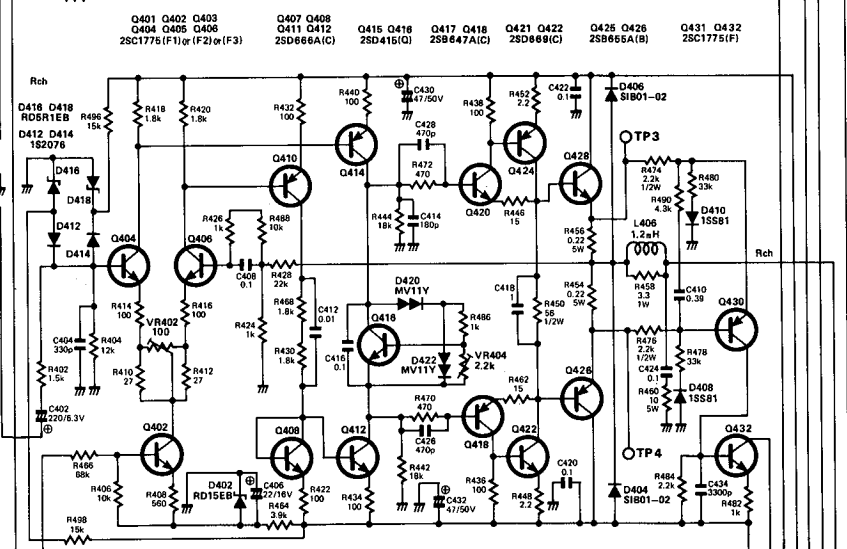 Q401 Q402 Q403
Q404 Q405 Q406
2SC1775(F1)or(F2)or(F3)
Q407 Q408
Q411 Q412
2SD666A(C)
Q415 Q416
2SD415(Q)
Q417 Q418
2SB647A(C)
Q421 Q422
2SD669(C)
Q425 Q426
2SB655A(B)
Q431 Q432
2SC1775(F)
Rch
D416 D418
RD5R1EB
D412 D414
1S2076
R496
15k
R418
1.8k
R420
1.8k
R432
100
R440
100
C430
47/50V
R438
100
R452
2.2
C422
0.1
D406
SIB01-02
D416
D418
D412
D414
Q410
Q414
C428
470p
R472
470
Q420
Q424
Q428
TP3
R474
2.2k
1/2W
R480
33k
R490
4.3k
D410
1SS81
R444
18k
C414
180p
R446
15
R456
0.22
5W
L406
1.2mH
Rch
Q404
Q406
R426
1k
R488
10k
C408
0.1
R428
22k
R414
100
R416
100
VR402
100
R424
1k
R468
1.8k
C412
0.01
R430
1.8k
D420
MV11Y
Q416
C416
0.1
D422
MV11Y
R486
1k
VR404
2.2k
C418
1
R450
56
1/2W
R454
0.22
5W
R458
3.3
1W
C410
0.39
Q430
C404
330p
R404
12k
R402
1.5k
R410
27
R412
27
C402
220/6.3V
R476
2.2k
1/2W
R478
33k
C424
0.1
R460
10
5W
D408
1SS81
R462
15
Q426
R470
470
C426
470p
Q418
Q422
Q402
Q408
Q412
R466
68k
R406
10k
R408
560
D402
RD15EB
C406
22/16V
R464
3.9k
R422
100
R434
100
R442
18k
C432
47/50V
R436
100
R448
2.2
C420
0.1
TP4
D404
SIB01-02
Q432
R484
2.2k
C434
3300p
R482
1k
R498
15k